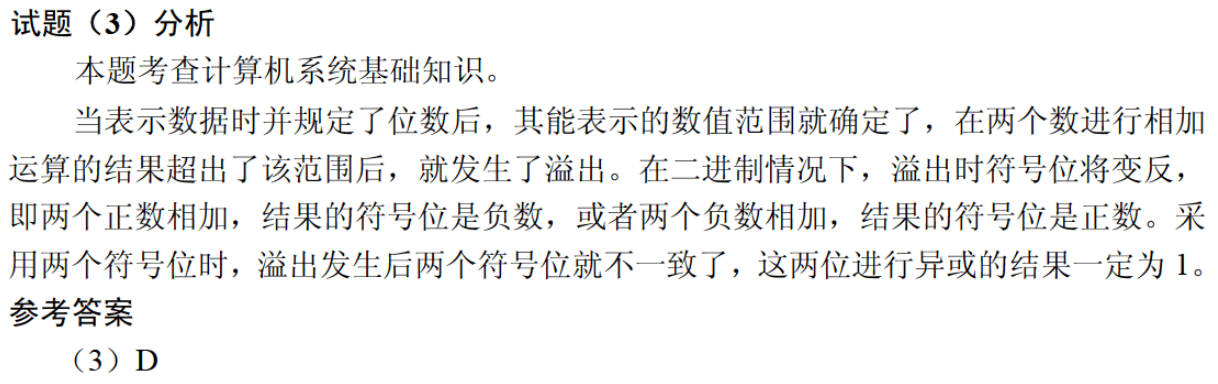 试题（3）分析
本题考查计算机系统基础知识。
当表示数据时并规定了位数后，其能表示的数值范围就确定了，在两个数进行相加
运算的结果超出了该范围后，就发生了溢出。在二进制情况下，溢出时符号位将变反，
即两个正数相加，结果的符号位是负数，或者两个负数相加，结果的符号位是正数。采
用两个符号位时，溢出发生后两个符号位就不一致了，这两位进行异或的结果一定为 1。
参考答案
（3）D